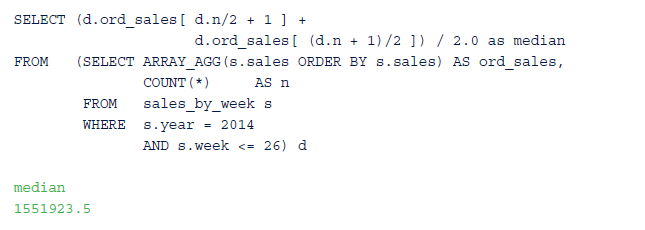 SELECT (d.ord_sales[ d.n/2 + 1 ] +
d.ord_sales[ (d.n + 1)/2 ]) / 2.0 as median
FROM (SELECT ARRAY_AGG(s.sales ORDER BY s.sales) AS ord_sales,
COUNT(*) AS n
FROM sales_by_week s
WHERE s.year = 2014
AND s.week <= 26) d
median
1551923.5